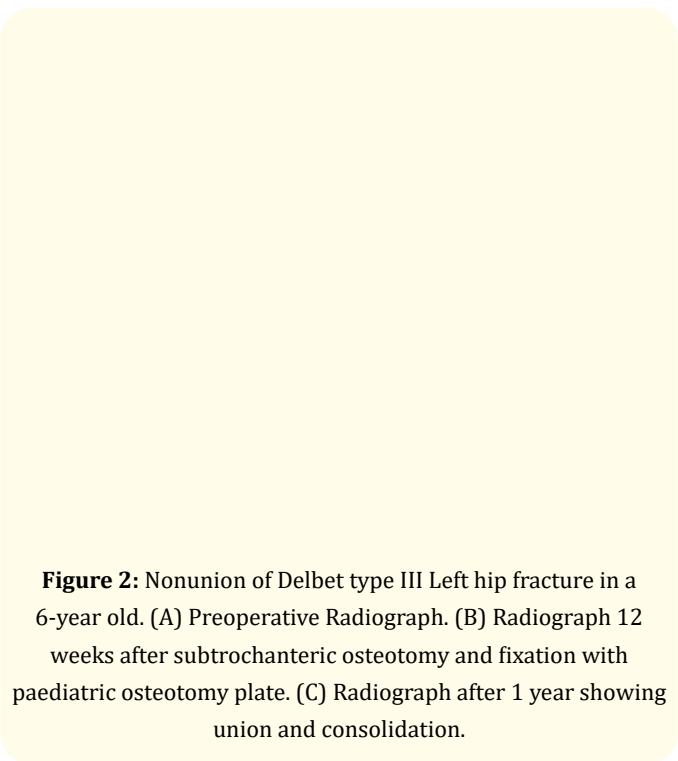 Figure 2: Nonunion of Delbet type III Left hip fracture in a
6-year old. (A) Preoperative Radiograph. (B) Radiograph 12
weeks after subtrochanteric osteotomy and fixation with
paediatric osteotomy plate. (C) Radiograph after 1 year showing
union and consolidation.